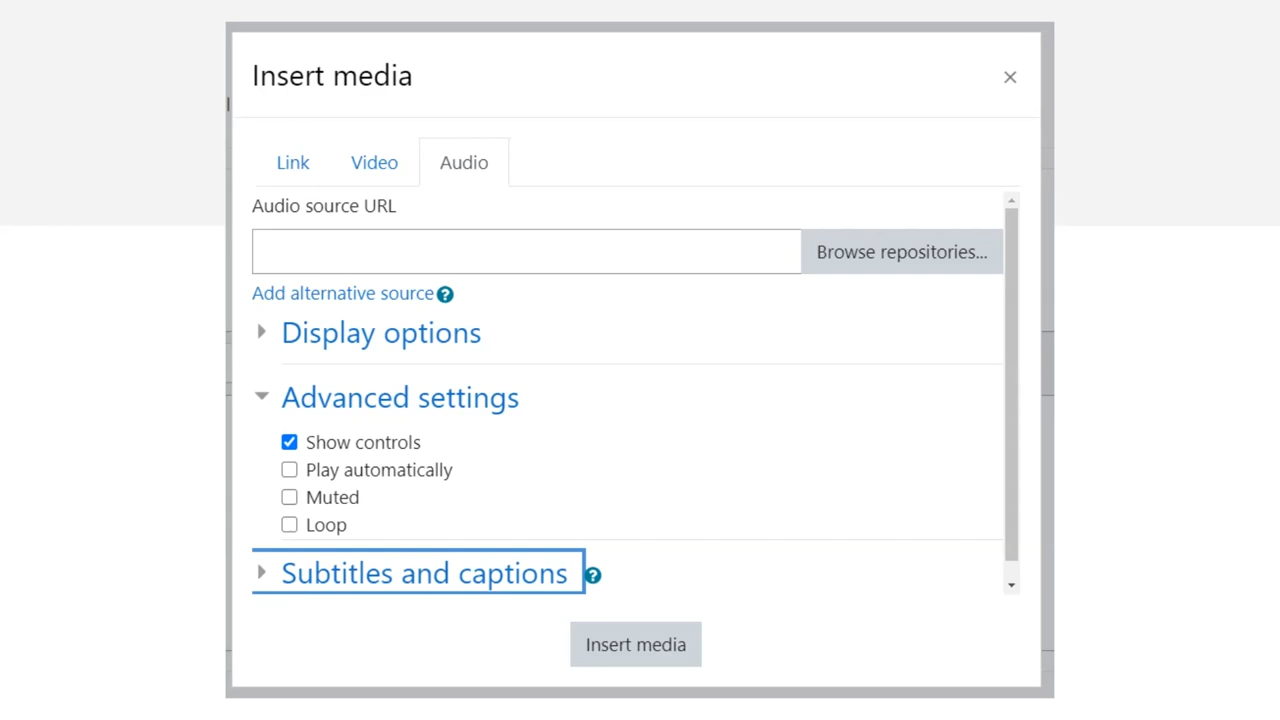 Insert media
×
Link Video Audio
Audio source URL
Browse repositories...
Add alternative source ?
Display options
Advanced settings
Show controls
Play automatically
Muted
Loop
Subtitles and captions ?
Insert media